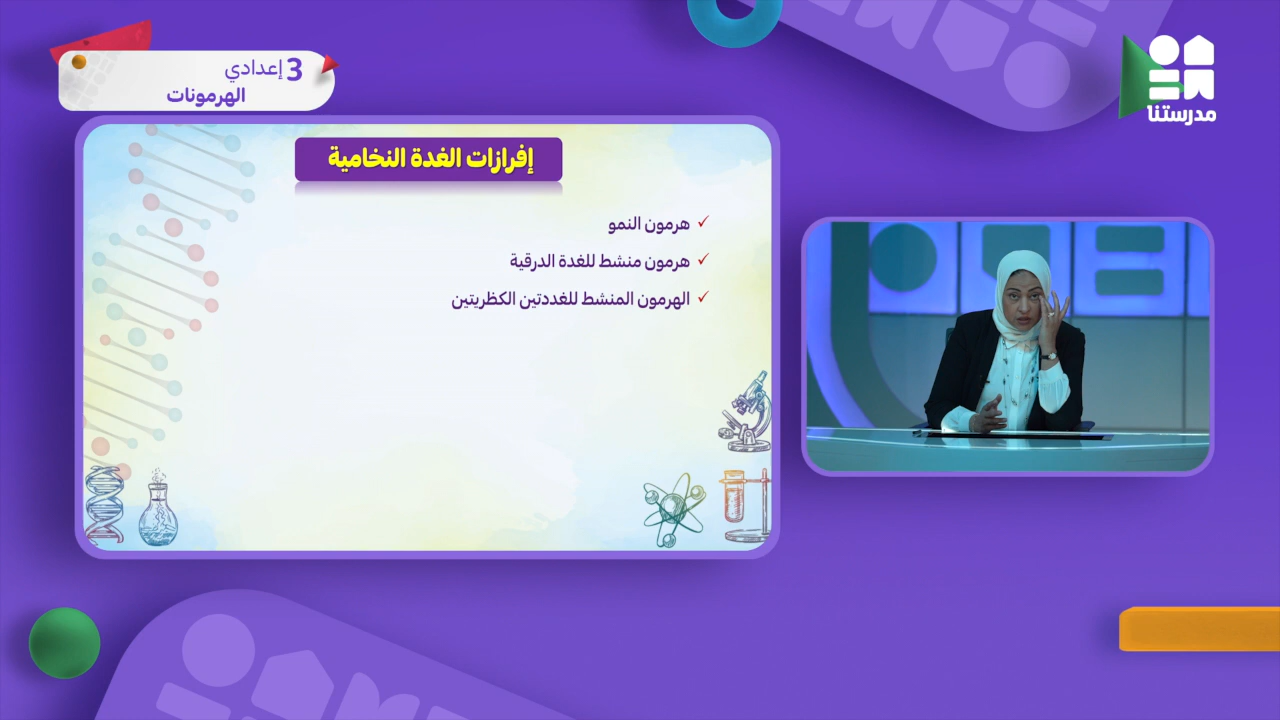 3 إعدادي
الهرمونات
مدرستنا
إفرازات الغدة النخامية
✓ هرمون النمو
✓ هرمون منشط للغدة الدرقية
✓ الهرمون المنشط للغددتين الكظريتين